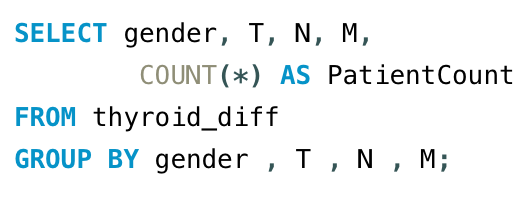 SELECT gender, T, N, M,
        COUNT(*) AS PatientCount
FROM thyroid_diff
GROUP BY gender , T , N , M;